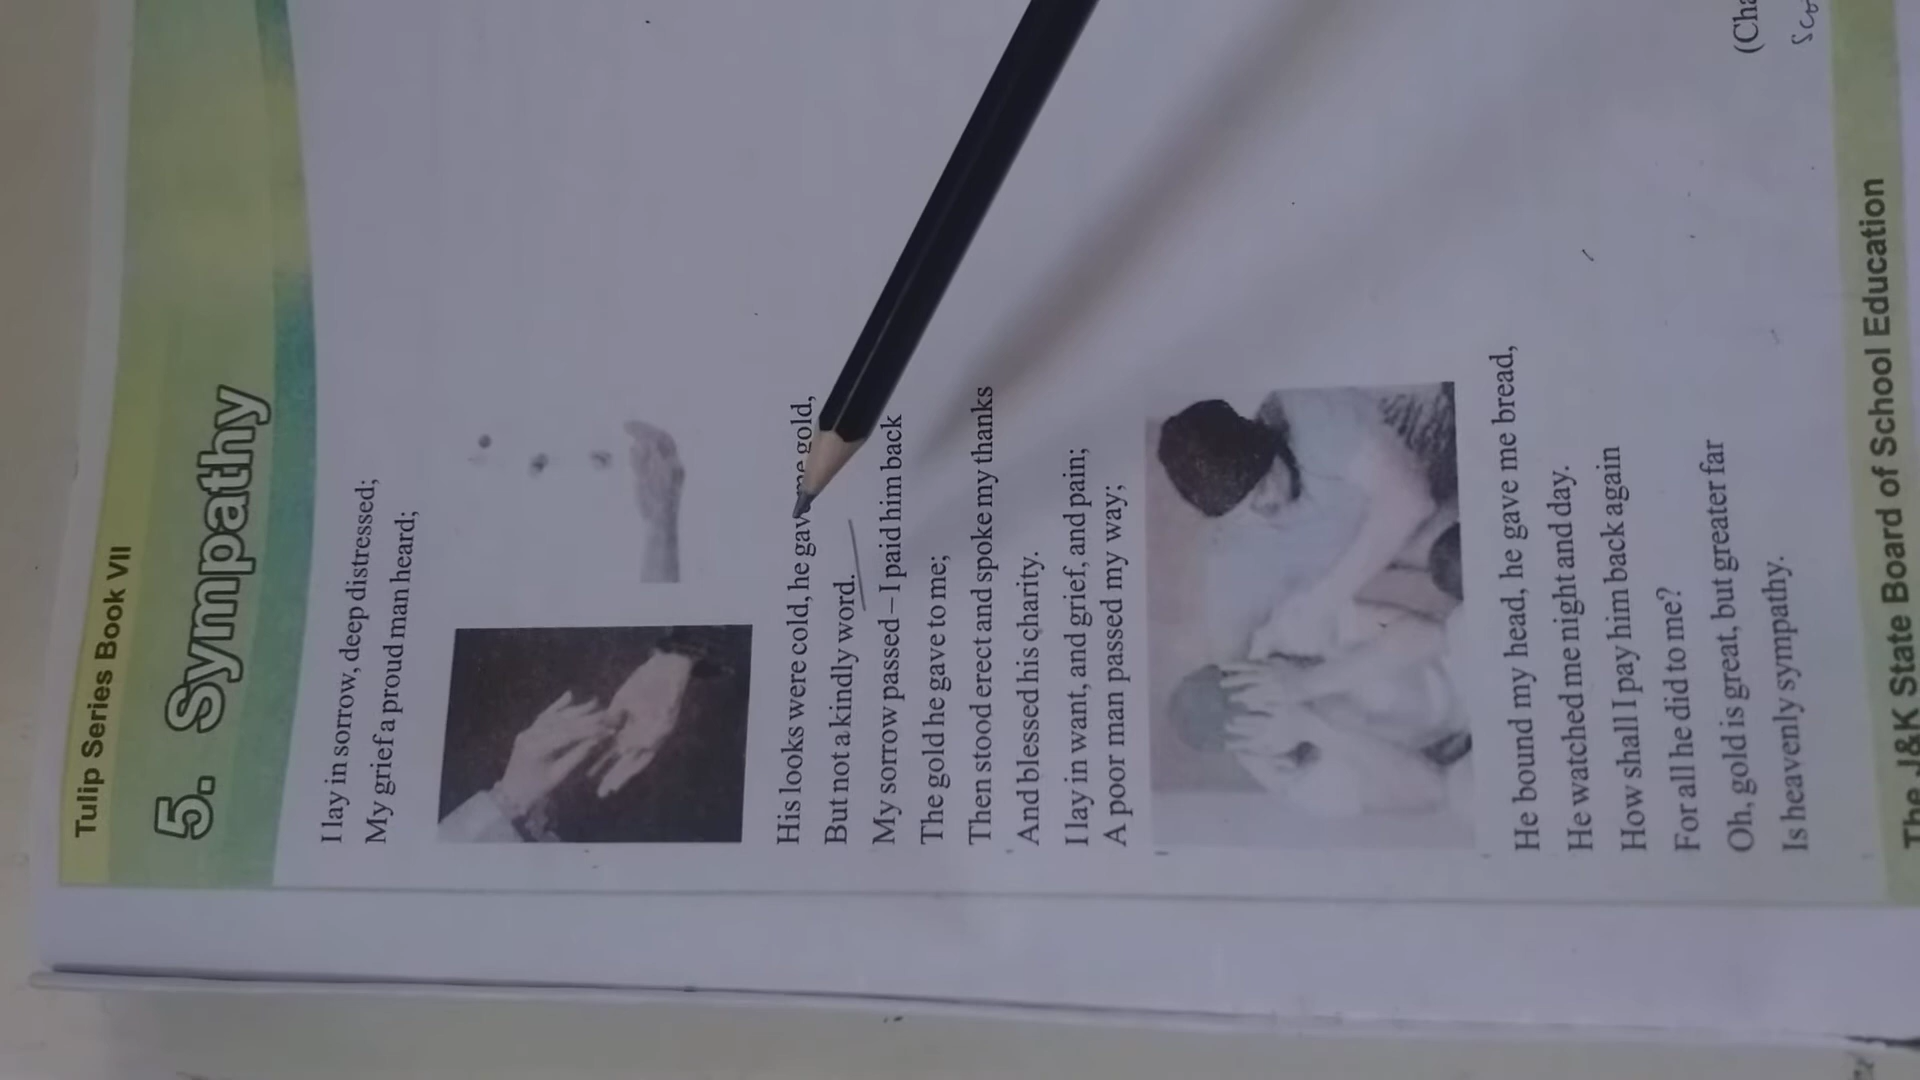 Tulip Series Book VII
5. Sympathy
I lay in sorrow, deep distressed;
My grief a proud man heard;
His looks were cold, he gave me gold,
But not a kindly word.
My sorrow passed – I paid him back
The gold he gave to me;
Then stood erect and spoke my thanks
And blessed his charity.
I lay in want, and grief, and pain;
A poor man passed my way;
He bound my head, he gave me bread,
He watched me night and day.
How shall I pay him back again
For all he did to me?
Oh, gold is great, but greater far
Is heavenly sympathy.
(Cha
The J&K State Board of School Education